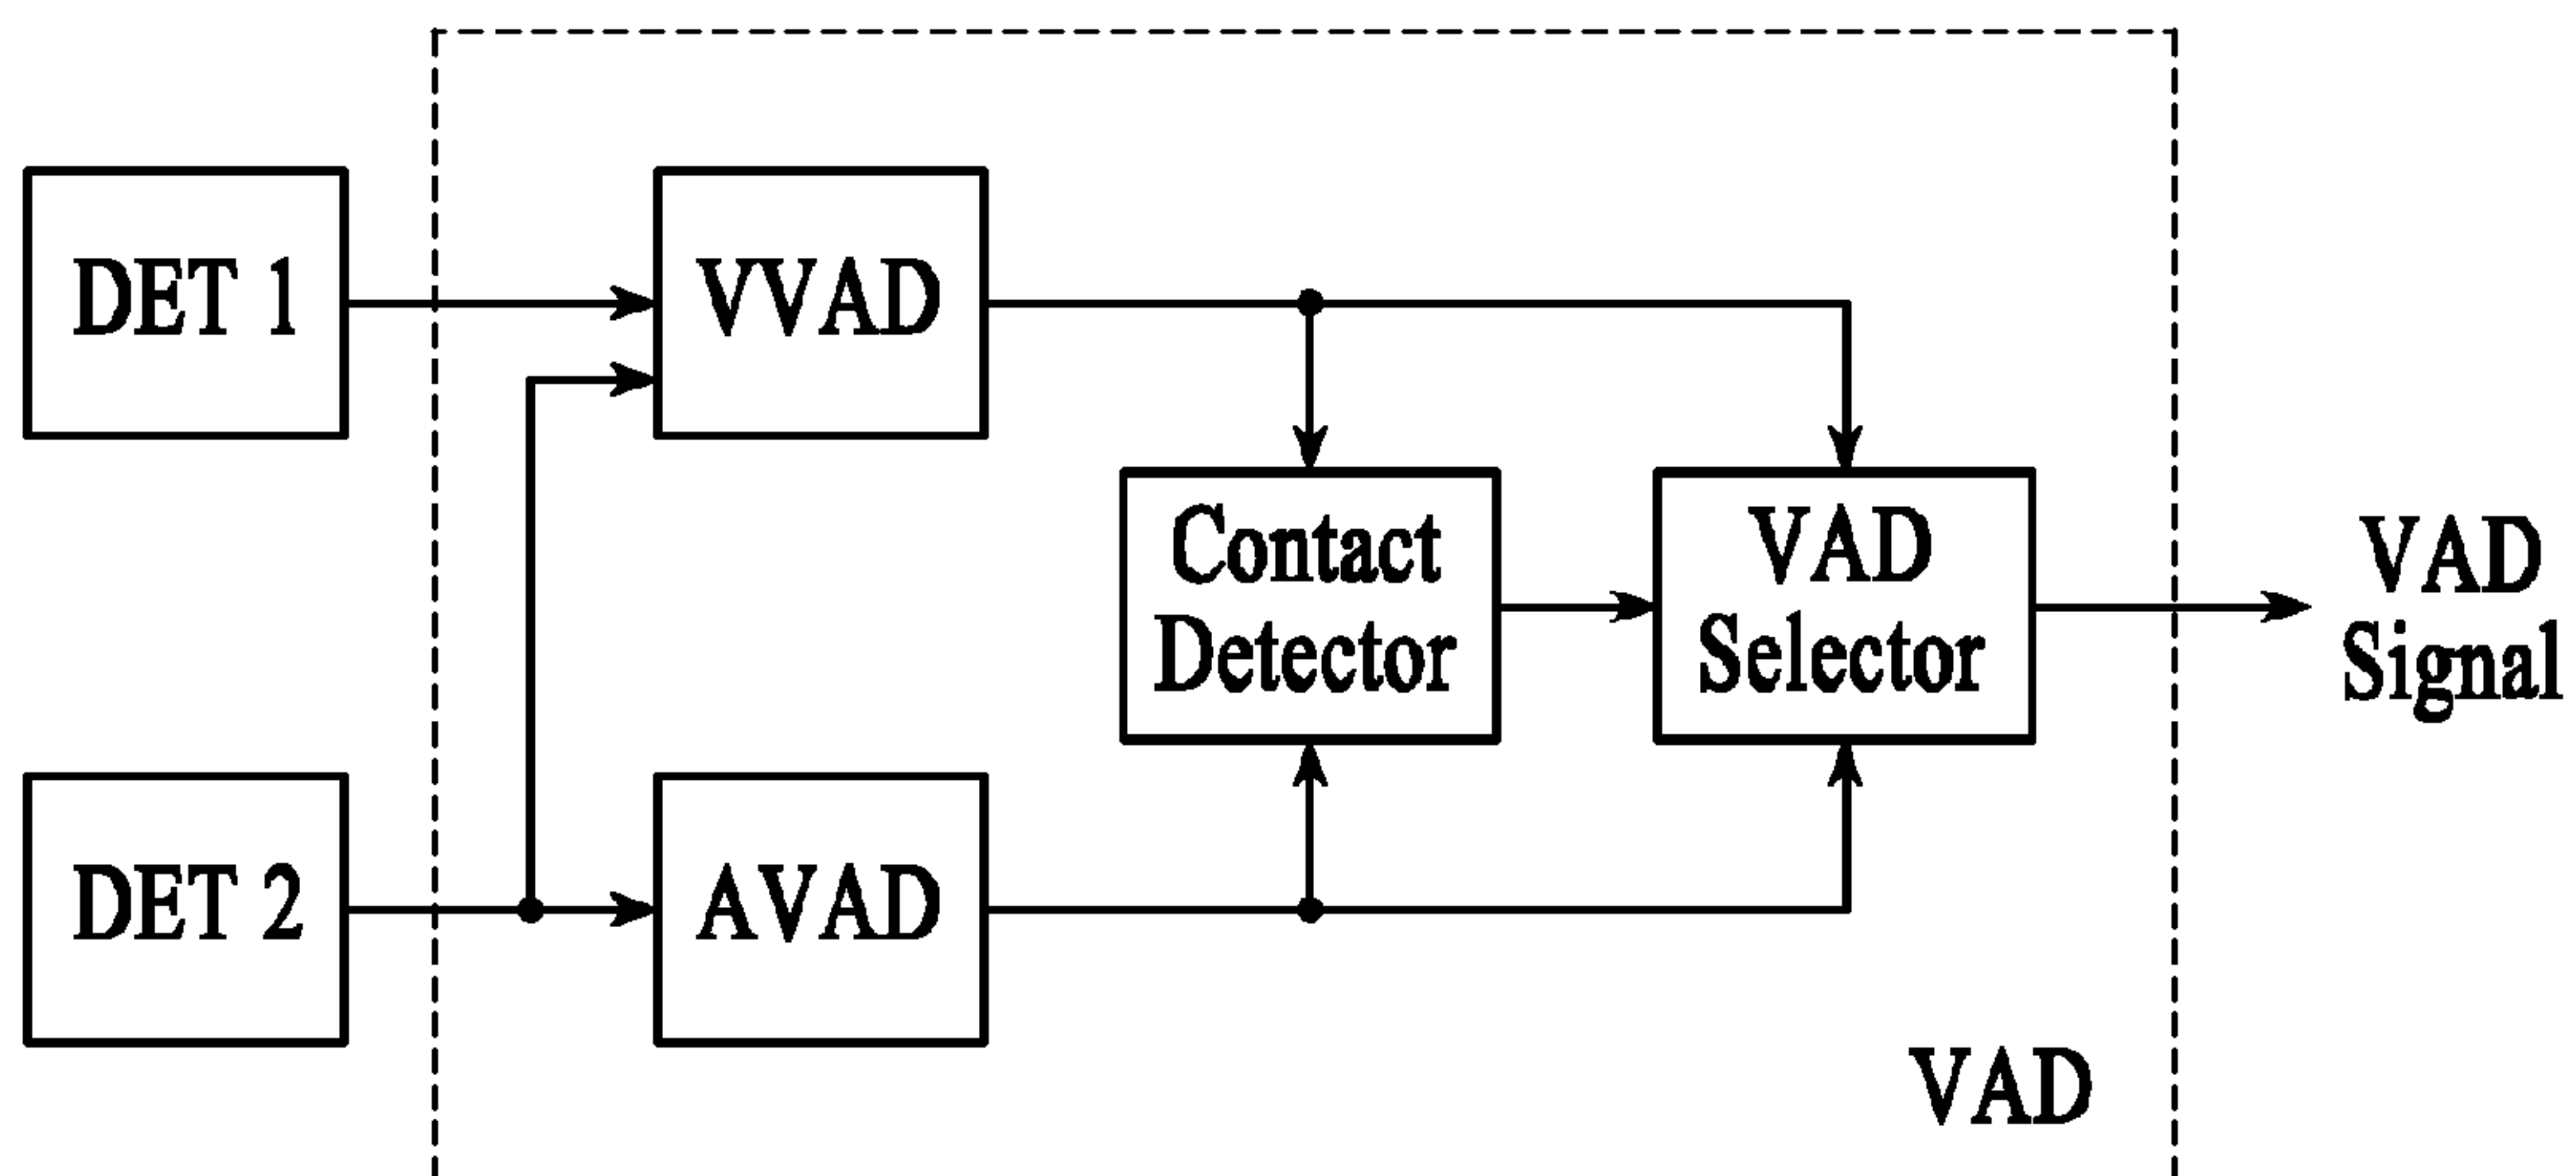 DET 1
VVAD
Contact
Detector
VAD
Selector
VAD
Signal
DET 2
AVAD
VAD